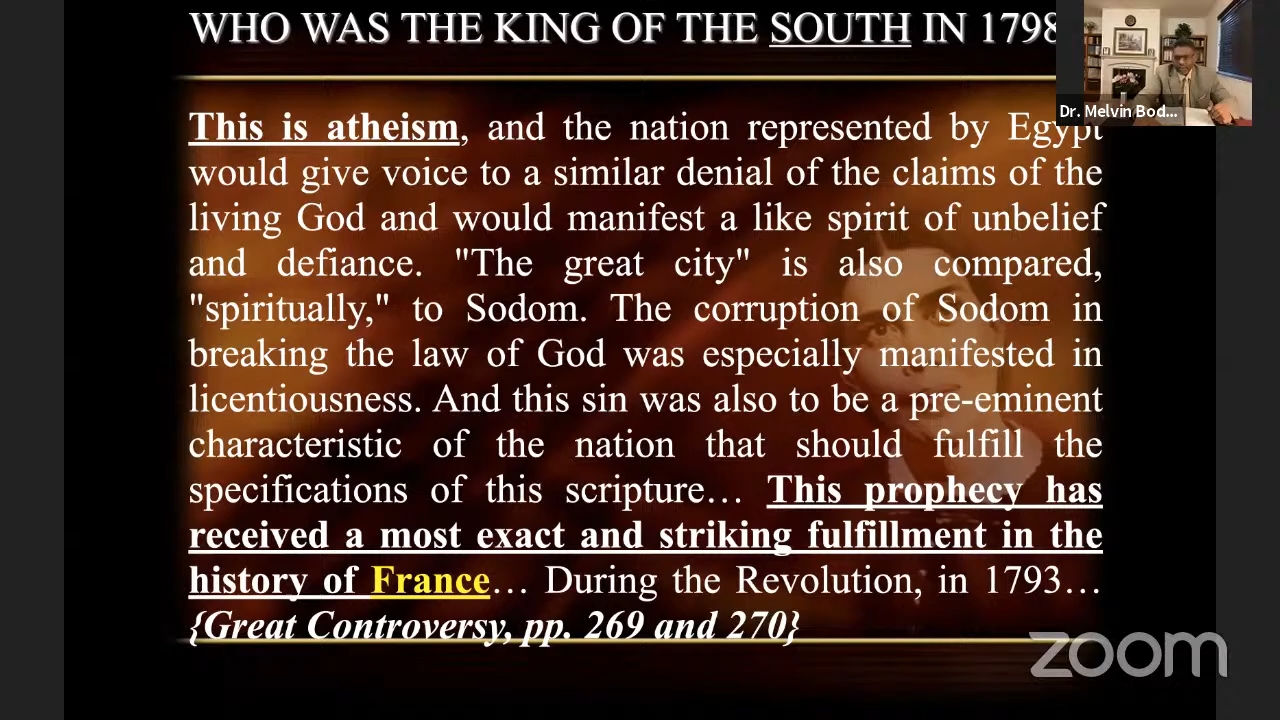 WHO WAS THE KING OF THE SOUTH IN 1798
Dr. Melvin Bod...
This is atheism, and the nation represented by Egypt
would give voice to a similar denial of the claims of the
living God and would manifest a like spirit of unbelief
and defiance. "The great city" is also compared,
"spiritually," to Sodom. The corruption of Sodom in
breaking the law of God was especially manifested in
licentiousness. And this sin was also to be a pre-eminent
characteristic of the nation that should fulfill the
specifications of this scripture… This prophecy has
received a most exact and striking fulfillment in the
history of France… During the Revolution, in 1793…
{Great Controversy, pp. 269 and 270}
zoom